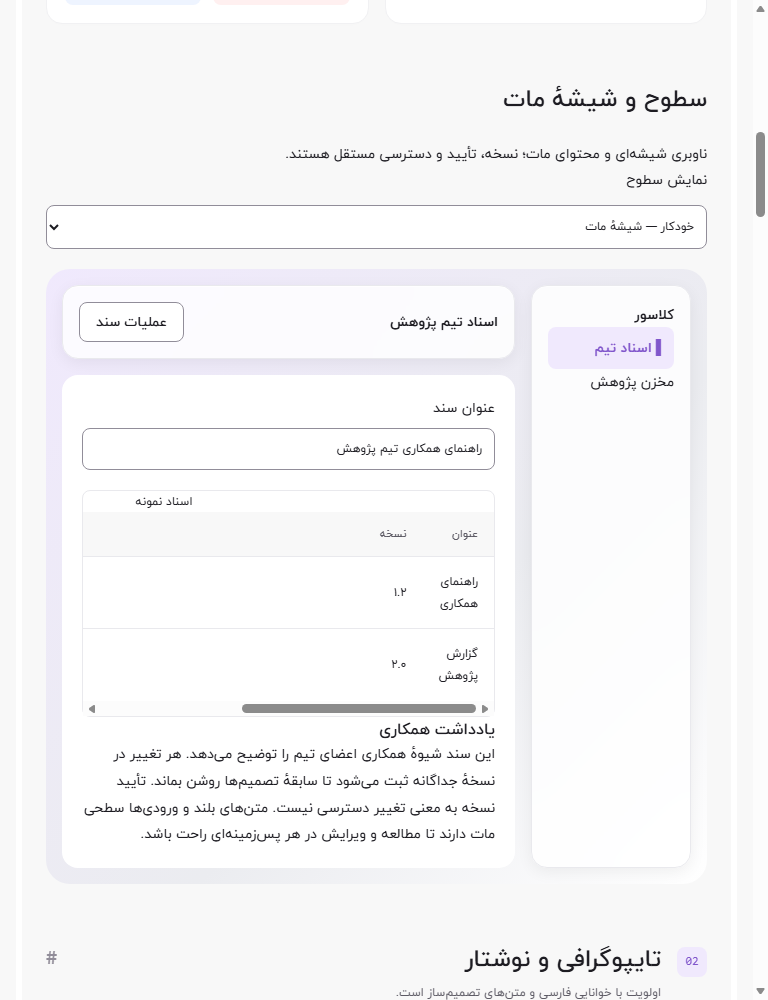 سطوح و شیشهٔ مات
ناوبری شیشه‌ای و محتوای مات؛ نسخه، تأیید و دسترسی مستقل هستند.
نمایش سطوح
خودکار — شیشهٔ مات
کلاسور
اسناد تیم
مخزن پژوهش
اسناد تیم پژوهش
عملیات سند
عنوان سند
راهنمای همکاری تیم پژوهش
اسناد نمونه
عنوان نسخه
راهنمای همکاری ۱.۲
گزارش پژوهش ۲.۰
یادداشت همکاری
این سند شیوهٔ همکاری اعضای تیم را توضیح می‌دهد. هر تغییر در
نسخهٔ جداگانه ثبت می‌شود تا سابقهٔ تصمیم‌ها روشن بماند. تأیید
نسخه به معنی تغییر دسترسی نیست. متن‌های بلند و ورودی‌ها سطحی
مات دارند تا مطالعه و ویرایش در هر پس‌زمینه‌ای راحت باشد.
02
تایپوگرافی و نوشتار
#
اولویت با خوانایی فارسی و متن‌های تصمیم‌ساز است.